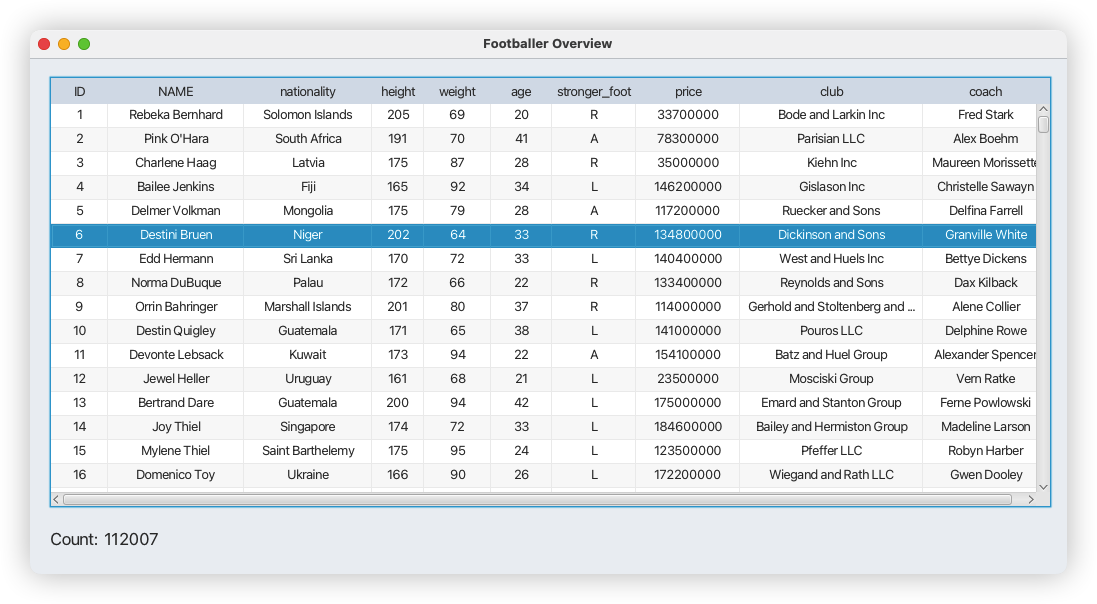 Footballer Overview
ID NAME nationality height weight age stronger_foot price club coach
1 Rebeka Bernhard Solomon Islands 205 69 20 R 33700000 Bode and Larkin Inc Fred Stark
2 Pink O'Hara South Africa 191 70 41 A 78300000 Parisian LLC Alex Boehm
3 Charlene Haag Latvia 175 87 28 R 35000000 Kiehn Inc Maureen Morissette
4 Bailee Jenkins Fiji 165 92 34 L 146200000 Gislason Inc Christelle Sawayn
5 Delmer Volkman Mongolia 175 79 28 A 117200000 Ruecker and Sons Delfina Farrell
6 Destini Bruen Niger 202 64 33 R 134800000 Dickinson and Sons Granville White
7 Edd Hermann Sri Lanka 170 72 33 L 140400000 West and Huels Inc Bettye Dickens
8 Norma DuBuque Palau 172 66 22 R 133400000 Reynolds and Sons Dax Kilback
9 Orrin Bahringer Marshall Islands 201 80 37 R 114000000 Gerhold and Stoltenberg and ... Alene Collier
10 Destin Quigley Guatemala 171 65 38 L 141000000 Pouros LLC Delphine Rowe
11 Devonte Lebsack Kuwait 173 94 22 A 154100000 Batz and Huel Group Alexander Spencer
12 Jewel Heller Uruguay 161 68 21 L 23500000 Mosciski Group Vern Ratke
13 Bertrand Dare Guatemala 200 94 42 L 175000000 Emard and Stanton Group Ferne Powlowski
14 Joy Thiel Singapore 174 72 33 L 184600000 Bailey and Hermiston Group Madeline Larson
15 Mylene Thiel Saint Barthelemy 175 95 24 L 123500000 Pfeffer LLC Robyn Harber
16 Domenico Toy Ukraine 166 90 26 L 172200000 Wiegand and Rath LLC Gwen Dooley
Count: 112007